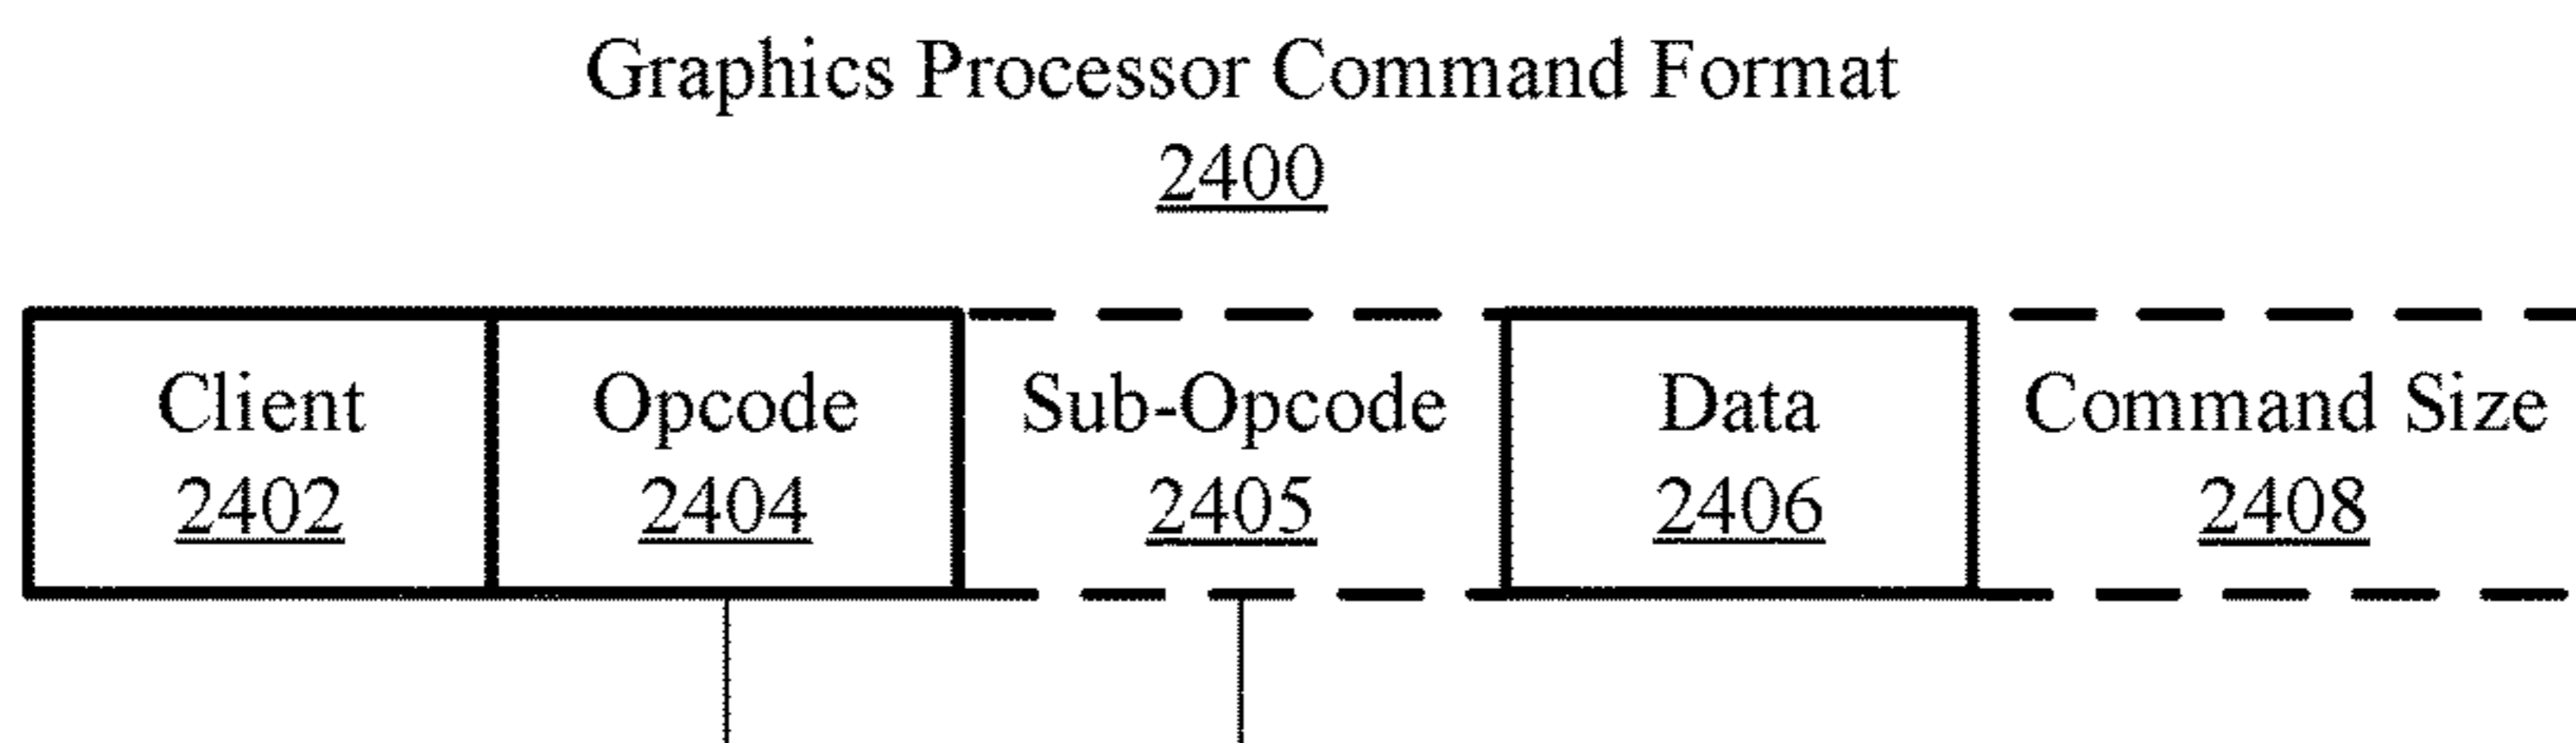 Graphics Processor Command Format
2400
Client Opcode Sub-Opcode Data Command Size
2402 2404 2405 2406 2408